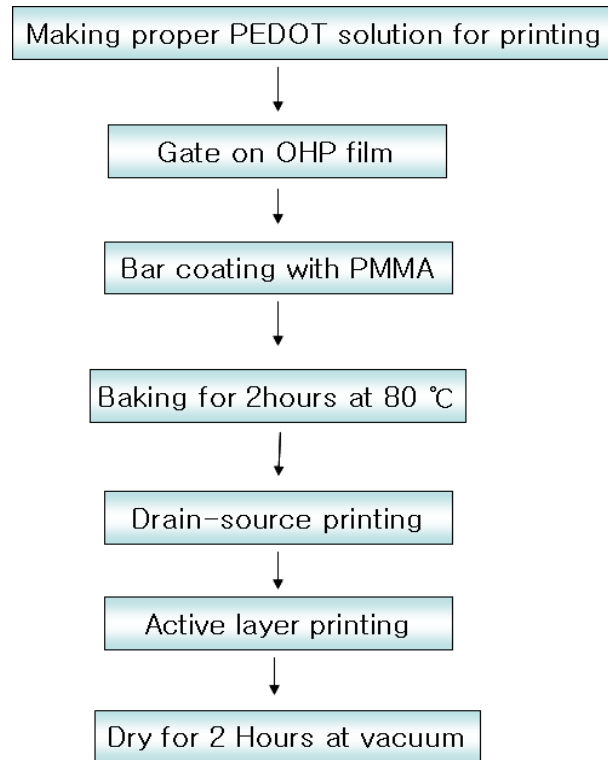 Making proper PEDOT solution for printing
Gate on OHP film
Bar coating with PMMA
Baking for 2hours at 80 ℃
Drain-source printing
Active layer printing
Dry for 2 Hours at vacuum